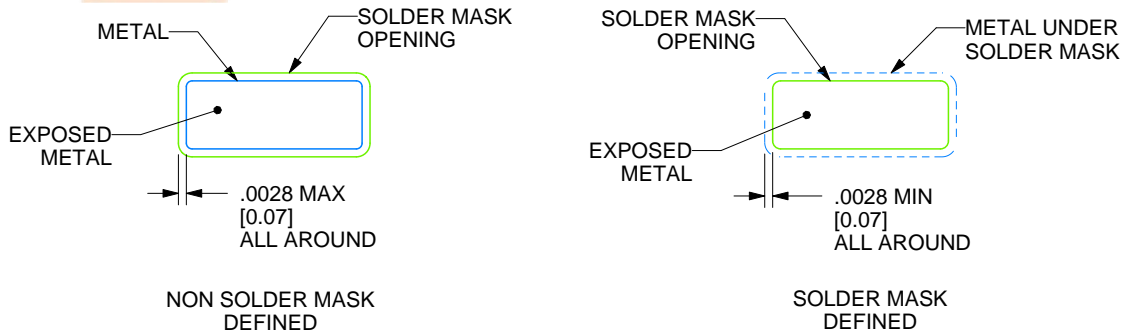 METAL
SOLDER MASK
OPENING
EXPOSED
METAL
.0028 MAX
[0.07]
ALL AROUND
NON SOLDER MASK
DEFINED
SOLDER MASK
OPENING
METAL UNDER
SOLDER MASK
EXPOSED
METAL
.0028 MIN
[0.07]
ALL AROUND
SOLDER MASK
DEFINED